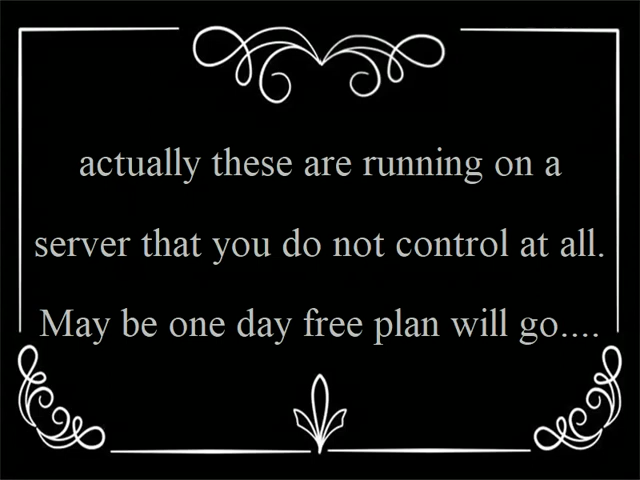 actually these are running on a
server that you do not control at all.
May be one day free plan will go....